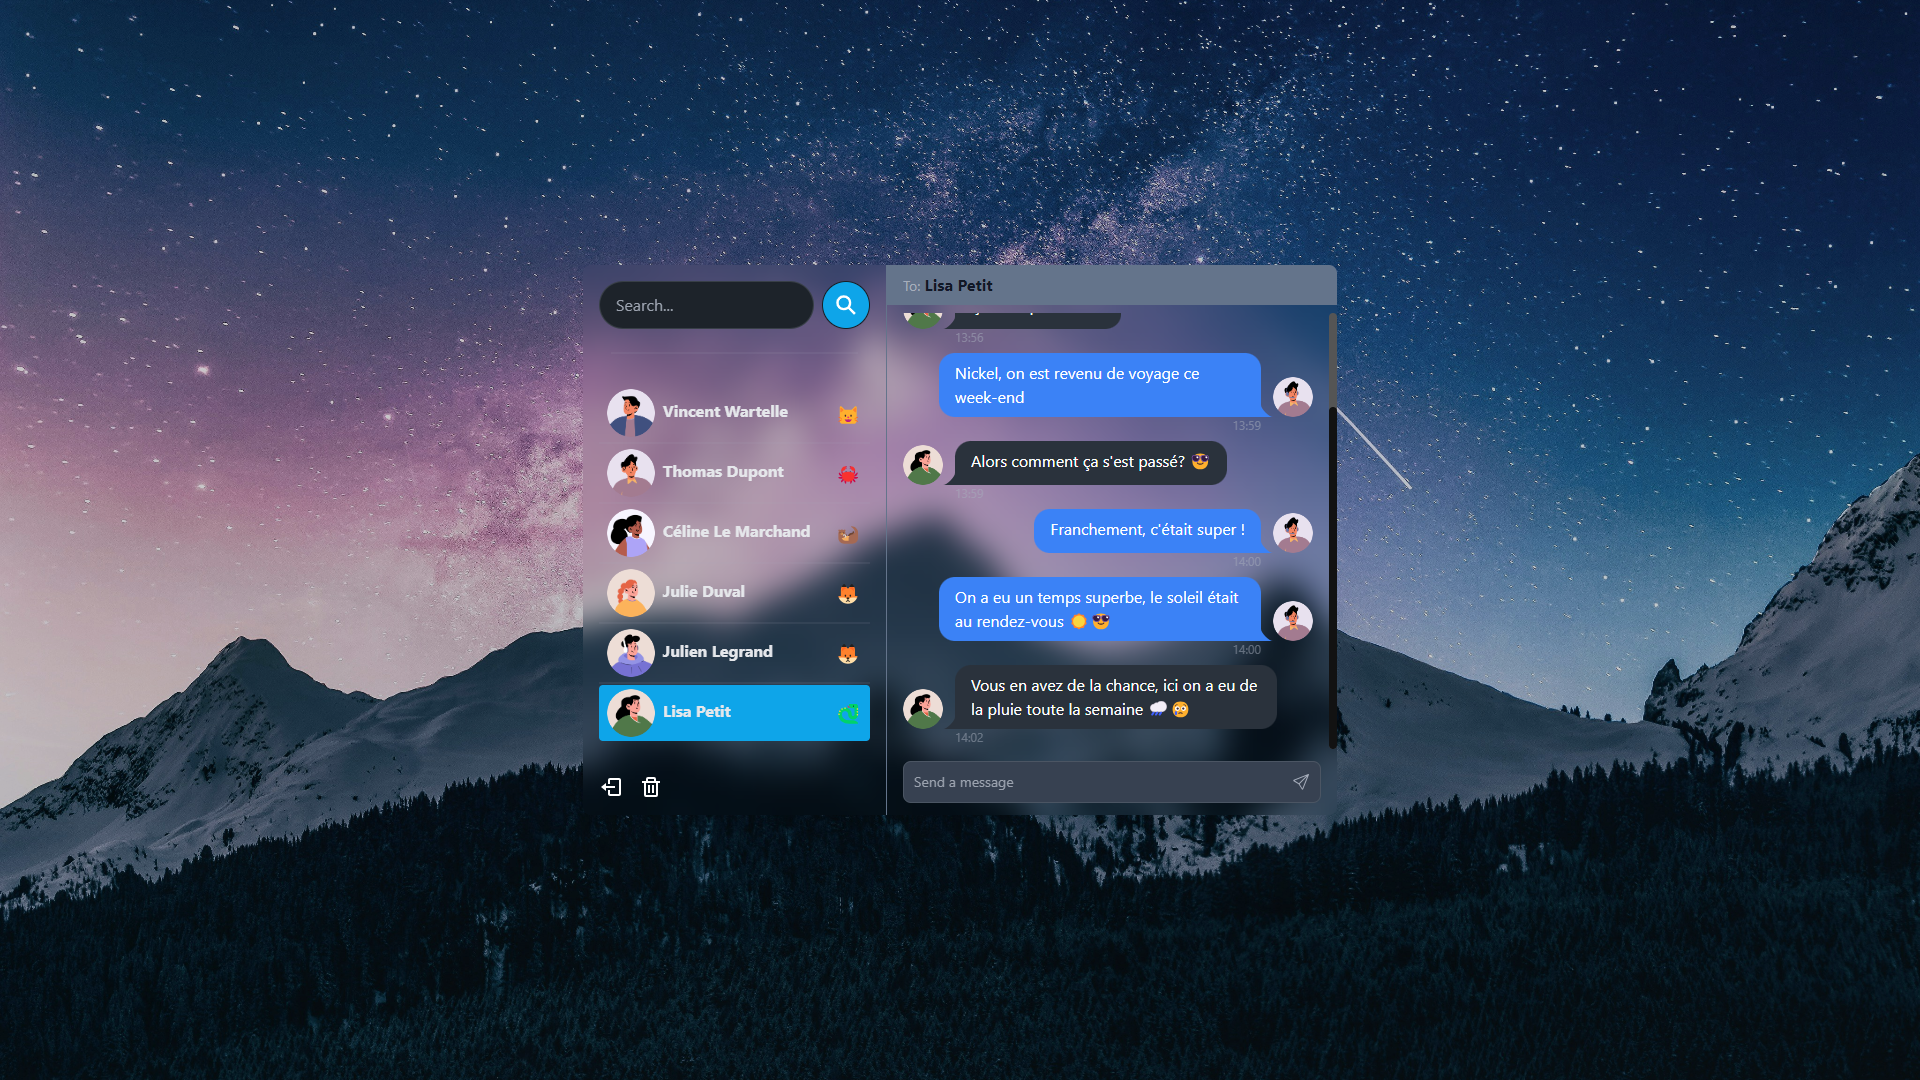 Search...
Vincent Wartelle
Thomas Dupont
Céline Le Marchand
Julie Duval
Julien Legrand
Lisa Petit
To: Lisa Petit
13:56
Nickel, on est revenu de voyage ce
week-end
13:59
Alors comment ça s'est passé? 😎
13:59
Franchement, c'était super !
14:00
On a eu un temps superbe, le soleil était
au rendez-vous ☀️ 😎
14:00
Vous en avez de la chance, ici on a eu de
la pluie toute la semaine 🌧️ 😢
14:02
Send a message